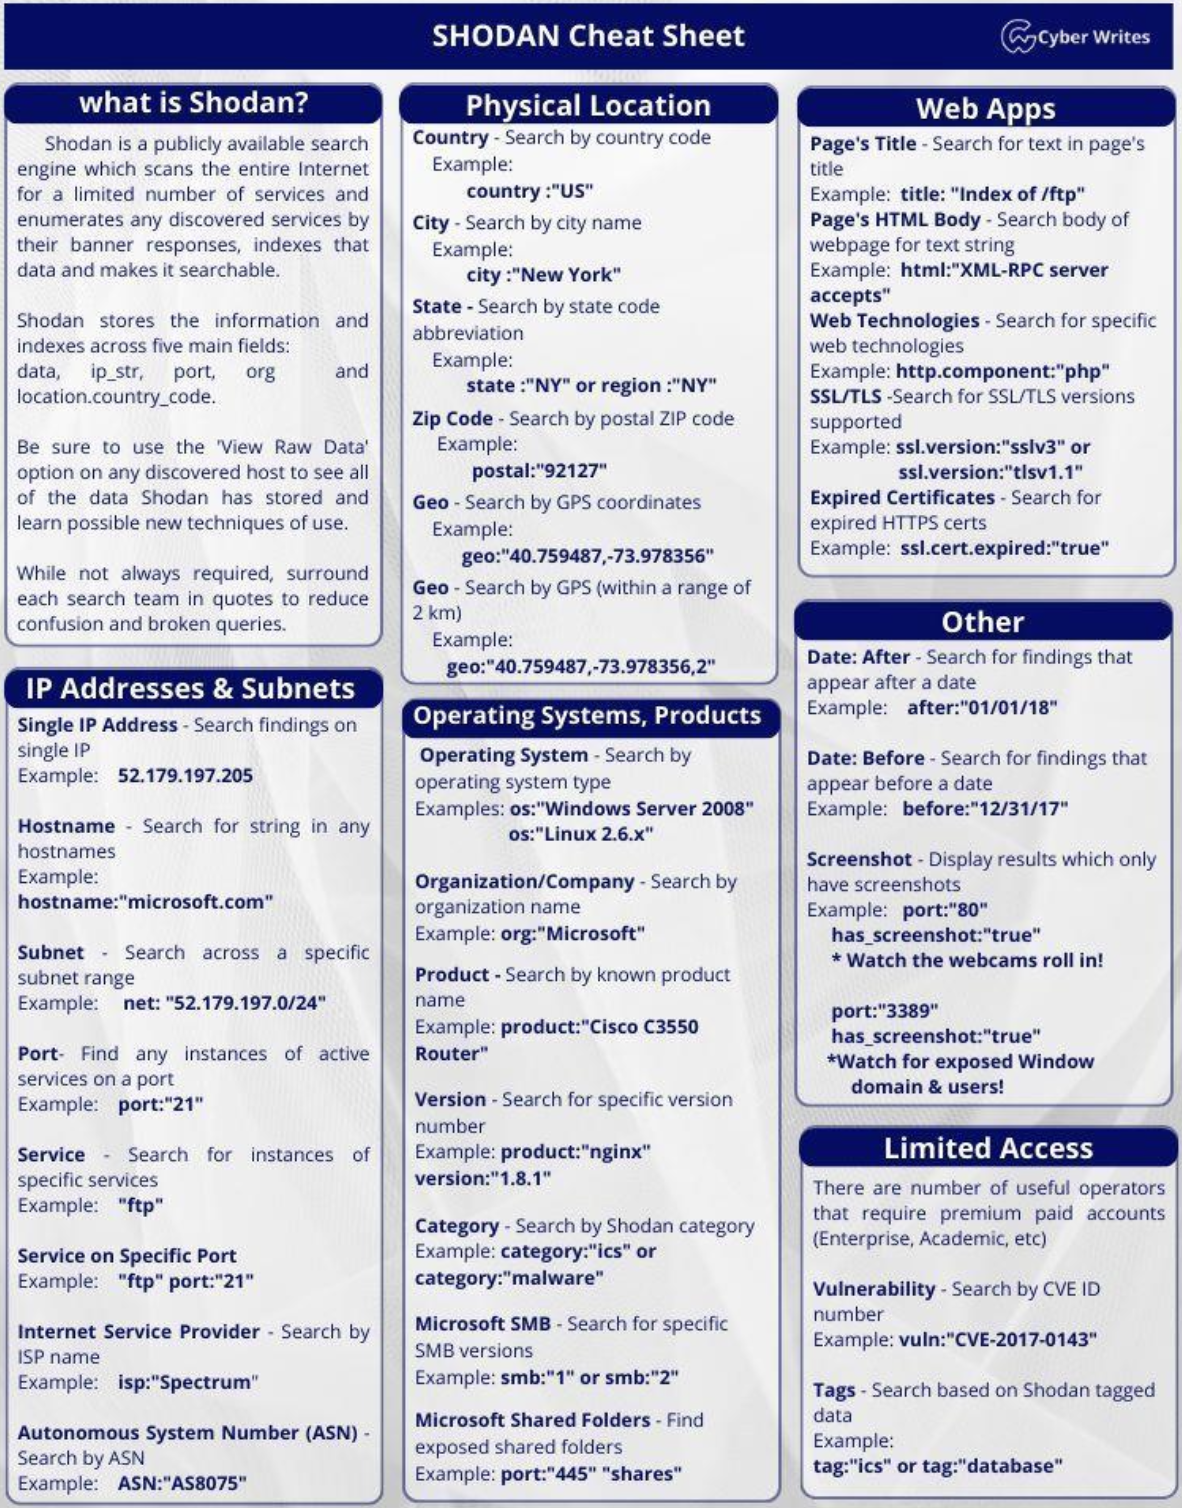 SHODAN Cheat Sheet
Cyber Writes
what is Shodan?
Shodan is a publicly available search
engine which scans the entire Internet
for a limited number of services and
enumerates any discovered services by
their banner responses, indexes that
data and makes it searchable.
Shodan stores the information and
indexes across five main fields:
data, ip_str, port, org and
location.country_code.
Be sure to use the 'View Raw Data'
option on any discovered host to see all
of the data Shodan has stored and
learn possible new techniques of use.
While not always required, surround
each search team in quotes to reduce
confusion and broken queries.
IP Addresses & Subnets
Single IP Address - Search findings on
single IP
Example: 52.179.197.205
Hostname - Search for string in any
hostnames
Example:
hostname:"microsoft.com"
Subnet - Search across a specific
subnet range
Example: net: "52.179.197.0/24"
Port- Find any instances of active
services on a port
Example: port:"21"
Service - Search for instances of
specific services
Example: "ftp"
Service on Specific Port
Example: "ftp" port:"21"
Internet Service Provider - Search by
ISP name
Example: isp:"Spectrum"
Autonomous System Number (ASN) -
Search by ASN
Example: ASN:"AS8075"
Physical Location
Country - Search by country code
Example:
country :"US"
City - Search by city name
Example:
city :"New York"
State - Search by state code
abbreviation
Example:
state :"NY" or region :"NY"
Zip Code - Search by postal ZIP code
Example:
postal:"92127"
Geo - Search by GPS coordinates
Example:
geo:"40.759487,-73.978356"
Geo - Search by GPS (within a range of
2 km)
Example:
geo:"40.759487,-73.978356,2"
Operating Systems, Products
Operating System - Search by
operating system type
Examples: os:"Windows Server 2008"
os:"Linux 2.6.x"
Organization/Company - Search by
organization name
Example: org:"Microsoft"
Product - Search by known product
name
Example: product:"Cisco C3550
Router"
Version - Search for specific version
number
Example: product:"nginx"
version:"1.8.1"
Category - Search by Shodan category
Example: category:"ics" or
category:"malware"
Microsoft SMB - Search for specific
SMB versions
Example: smb:"1" or smb:"2"
Microsoft Shared Folders - Find
exposed shared folders
Example: port:"445" "shares"
Web Apps
Page's Title - Search for text in page's
title
Example: title: "Index of /ftp"
Page's HTML Body - Search body of
webpage for text string
Example: html:"XML-RPC server
accepts"
Web Technologies - Search for specific
web technologies
Example: http.component:"php"
SSL/TLS -Search for SSL/TLS versions
supported
Example: ssl.version:"sslv3" or
ssl.version:"tlsv1.1"
Expired Certificates - Search for
expired HTTPS certs
Example: ssl.cert.expired:"true"
Other
Date: After - Search for findings that
appear after a date
Example: after:"01/01/18"
Date: Before - Search for findings that
appear before a date
Example: before:"12/31/17"
Screenshot - Display results which only
have screenshots
Example: port:"80"
has_screenshot:"true"
* Watch the webcams roll in!
port:"3389"
has_screenshot:"true"
*Watch for exposed Window
domain & users!
Limited Access
There are number of useful operators
that require premium paid accounts
(Enterprise, Academic, etc)
Vulnerability - Search by CVE ID
number
Example: vuln:"CVE-2017-0143"
Tags - Search based on Shodan tagged
data
Example:
tag:"ics" or tag:"database"